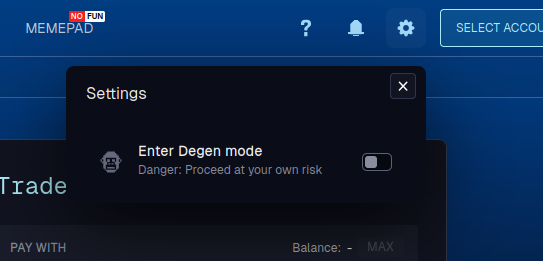 MEMEPAD
NO FUN
?
SELECT ACCOU
Settings
Enter Degen mode
Danger: Proceed at your own risk
Trade
PAY WITH
Balance: -
MAX